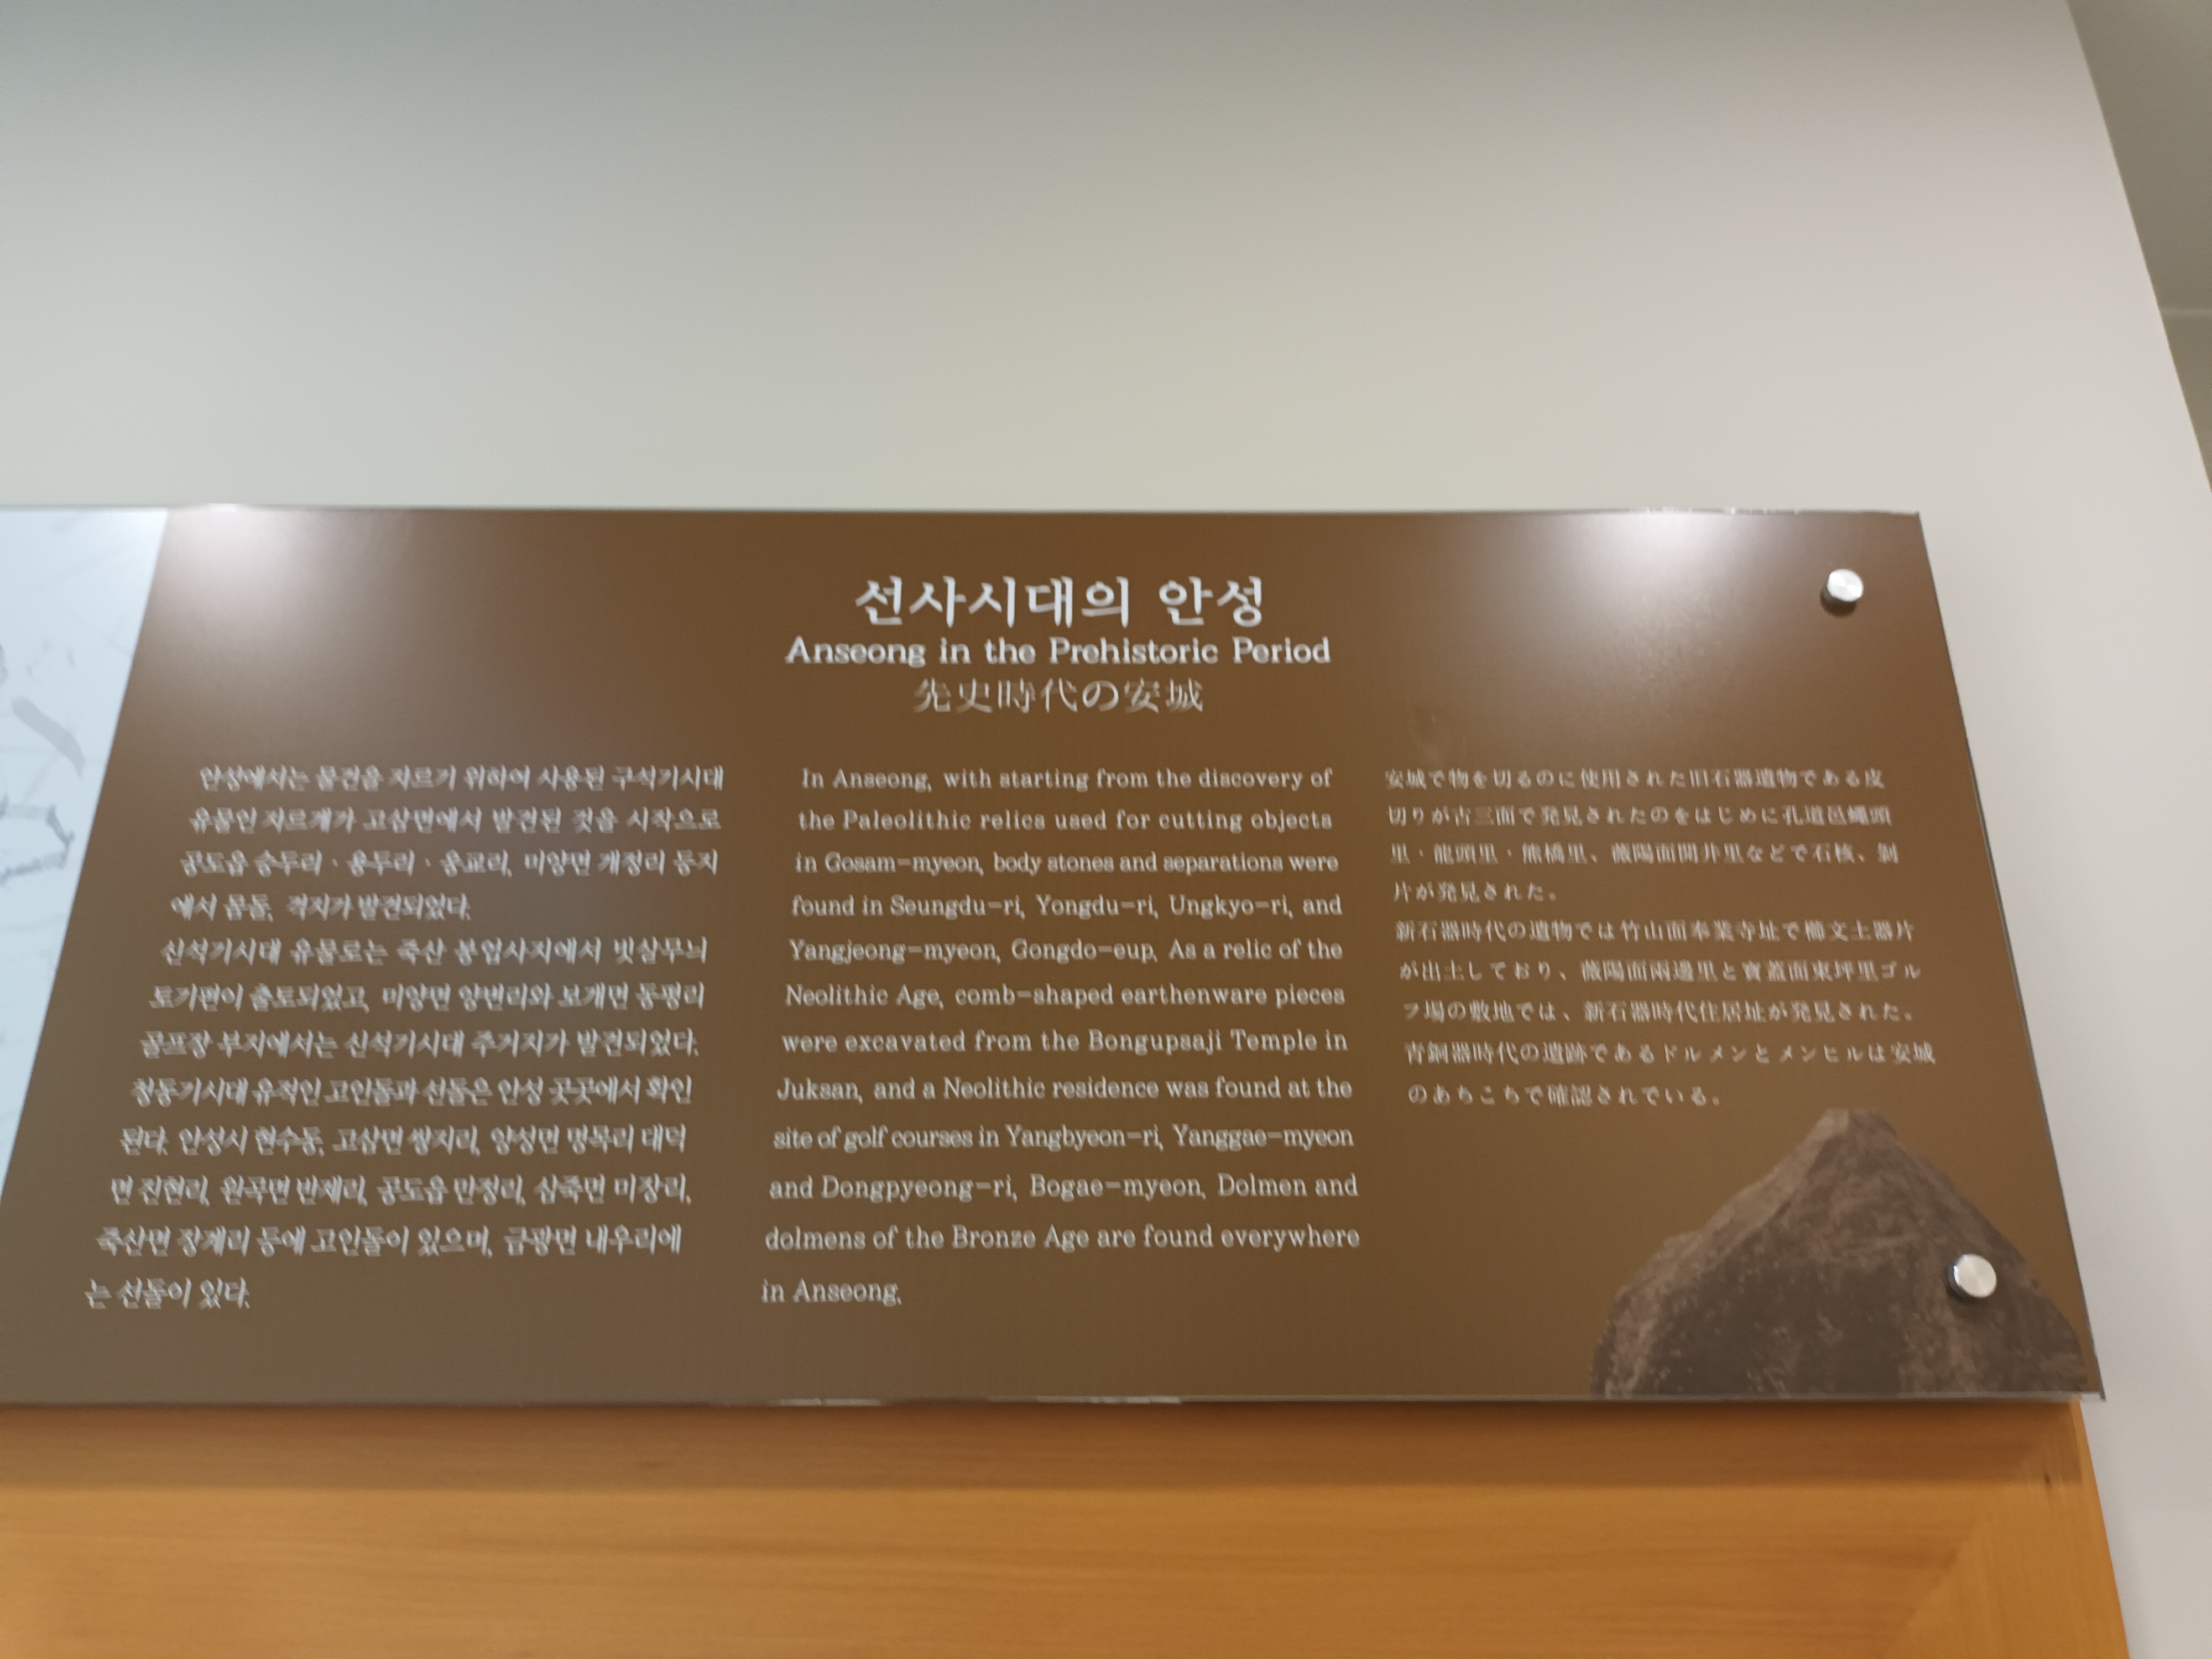 선사시대의 안성
Anseong in the Prehistoric Period
先史時代の安城
안성에서는 물건을 자르기 위하여 사용된 구석기시대
유물인 자르개가 고삼면에서 발견된 것을 시작으로
공도읍 승두리 · 용두리 · 웅교리, 미양면 개정리 등지
에서 몸돌, 격지가 발견되었다.
신석기시대 유물로는 죽산 봉업사지에서 빗살무늬
토기편이 출토되었고, 미양면 양변리와 보개면 동평리
골프장 부지에서는 신석기시대 주거지가 발견되었다.
청동기시대 유적인 고인돌과 선돌은 안성 곳곳에서 확인
된다. 안성시 현수동, 고삼면 쌍지리, 양성면 명목리 대덕
면 진현리, 원곡면 반제리, 공도읍 만정리, 삼죽면 미장리,
죽산면 장계리 등에 고인돌이 있으며, 금광면 내우리에
는 선돌이 있다.
In Anseong, with starting from the discovery of
the Paleolithic relics used for cutting objects
in Gosam-myeon, body stones and separations were
found in Seungdu-ri, Yongdu-ri, Ungkyo-ri, and
Yangjeong-myeon, Gongdo-eup. As a relic of the
Neolithic Age, comb-shaped earthenware pieces
were excavated from the Bongupsaji Temple in
Juksan, and a Neolithic residence was found at the
site of golf courses in Yangbyeon-ri, Yanggae-myeon
and Dongpyeong-ri, Bogae-myeon, Dolmen and
dolmens of the Bronze Age are found everywhere
in Anseong.
安城で物を切るのに使用された旧石器遺物である皮
切りが古三面で発見されたのをはじめに孔道邑蠅頭
里・龍頭里・熊橋里、薇陽面開井里などで石核、剝
片が発見された。
新石器時代の遺物では竹山面奉業寺址で櫛文土器片
が出土しており、薇陽面兩邊里と寳蓋面東坪里ゴル
フ場の敷地では、新石器時代住居址が発見された。
青銅器時代の遺跡であるドルメンとメンヒルは安城
のあちこちで確認されている。